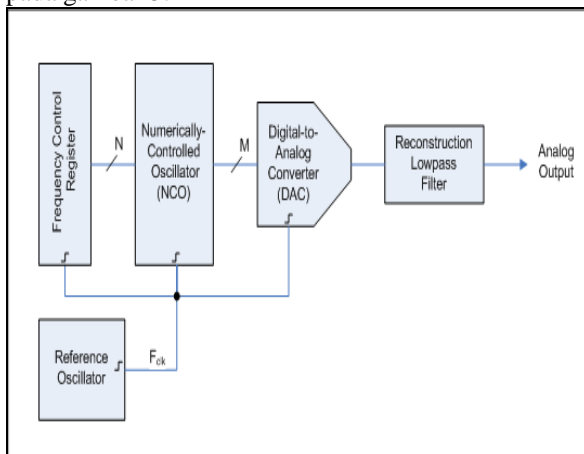 Frequency Control
Register
N
Numerically-
Controlled
Oscillator
(NCO)
M
Digital-to-
Analog
Converter
(DAC)
Reconstruction
Lowpass
Filter
Analog
Output
Reference
Oscillator
Fclk